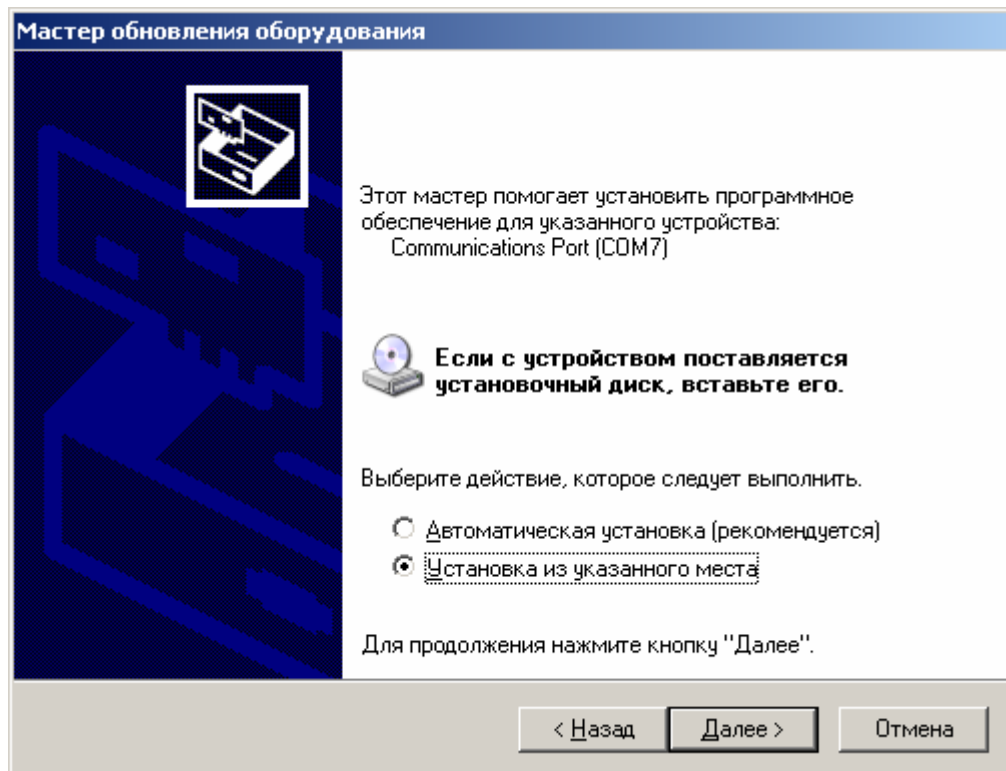 Мастер обновления оборудования
Этот мастер помогает установить программное
обеспечение для указанного устройства:
Communications Port (COM7)
Если с устройством поставляется
установочный диск, вставьте его.
Выберите действие, которое следует выполнить.
Автоматическая установка (рекомендуется)
Установка из указанного места
Для продолжения нажмите кнопку "Далее".
< Назад Далее > Отмена